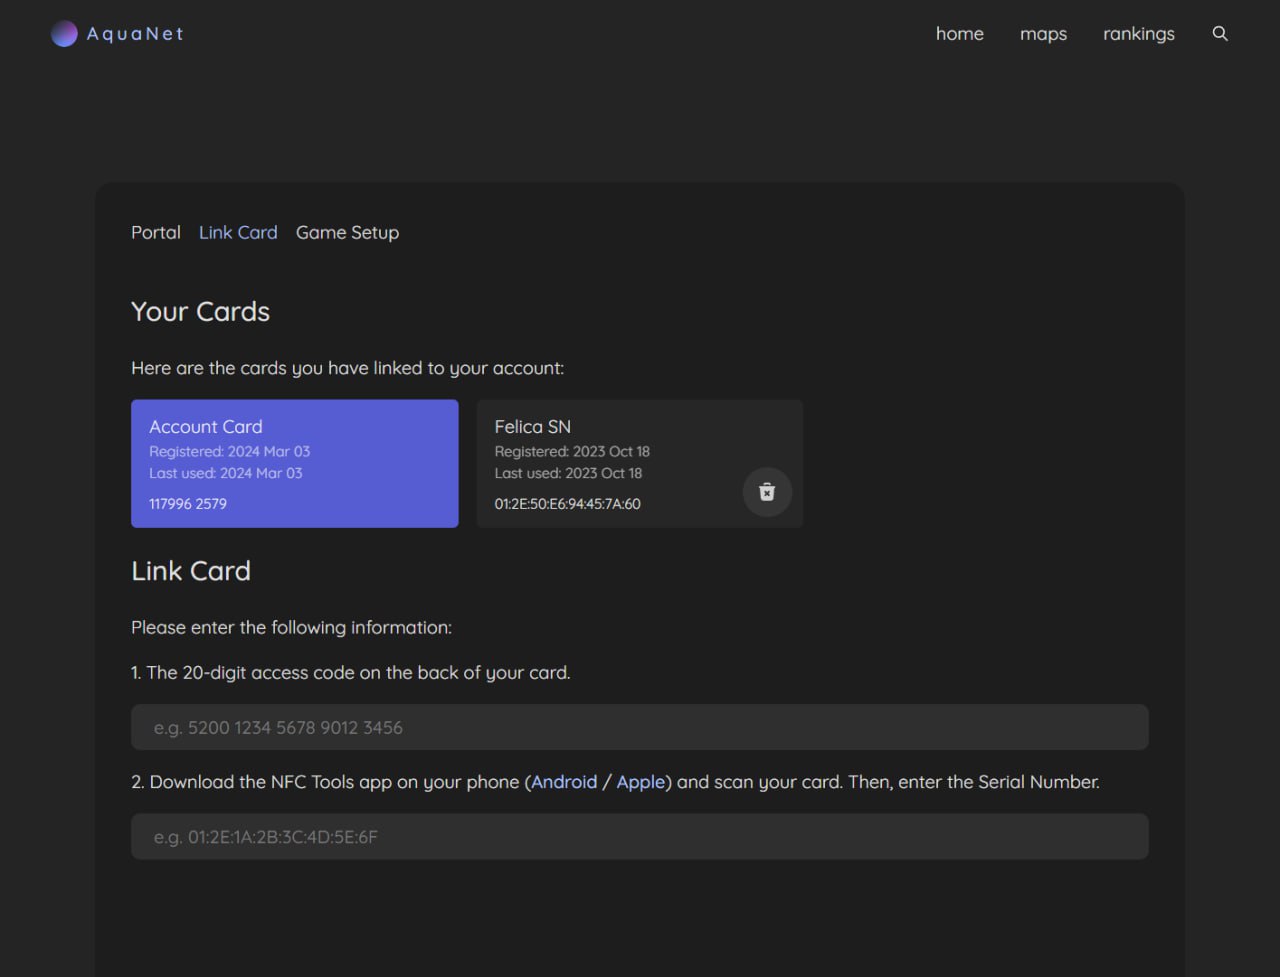 AquaNet
home maps rankings
Portal Link Card Game Setup
Your Cards
Here are the cards you have linked to your account:
Account Card
Registered: 2024 Mar 03
Last used: 2024 Mar 03
117996 2579
Felica SN
Registered: 2023 Oct 18
Last used: 2023 Oct 18
01:2E:50:E6:94:45:7A:60
Link Card
Please enter the following information:
1. The 20-digit access code on the back of your card.
e.g. 5200 1234 5678 9012 3456
2. Download the NFC Tools app on your phone (Android / Apple) and scan your card. Then, enter the Serial Number.
e.g. 01:2E:1A:2B:3C:4D:5E:6F